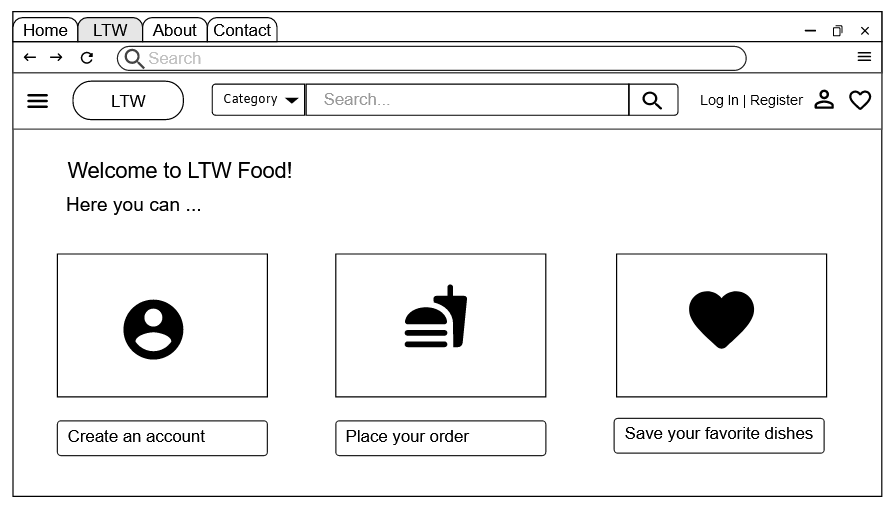 Home LTW About Contact
Search
LTW Category Search... Log In | Register
Welcome to LTW Food!
Here you can ...
Create an account
Place your order
Save your favorite dishes